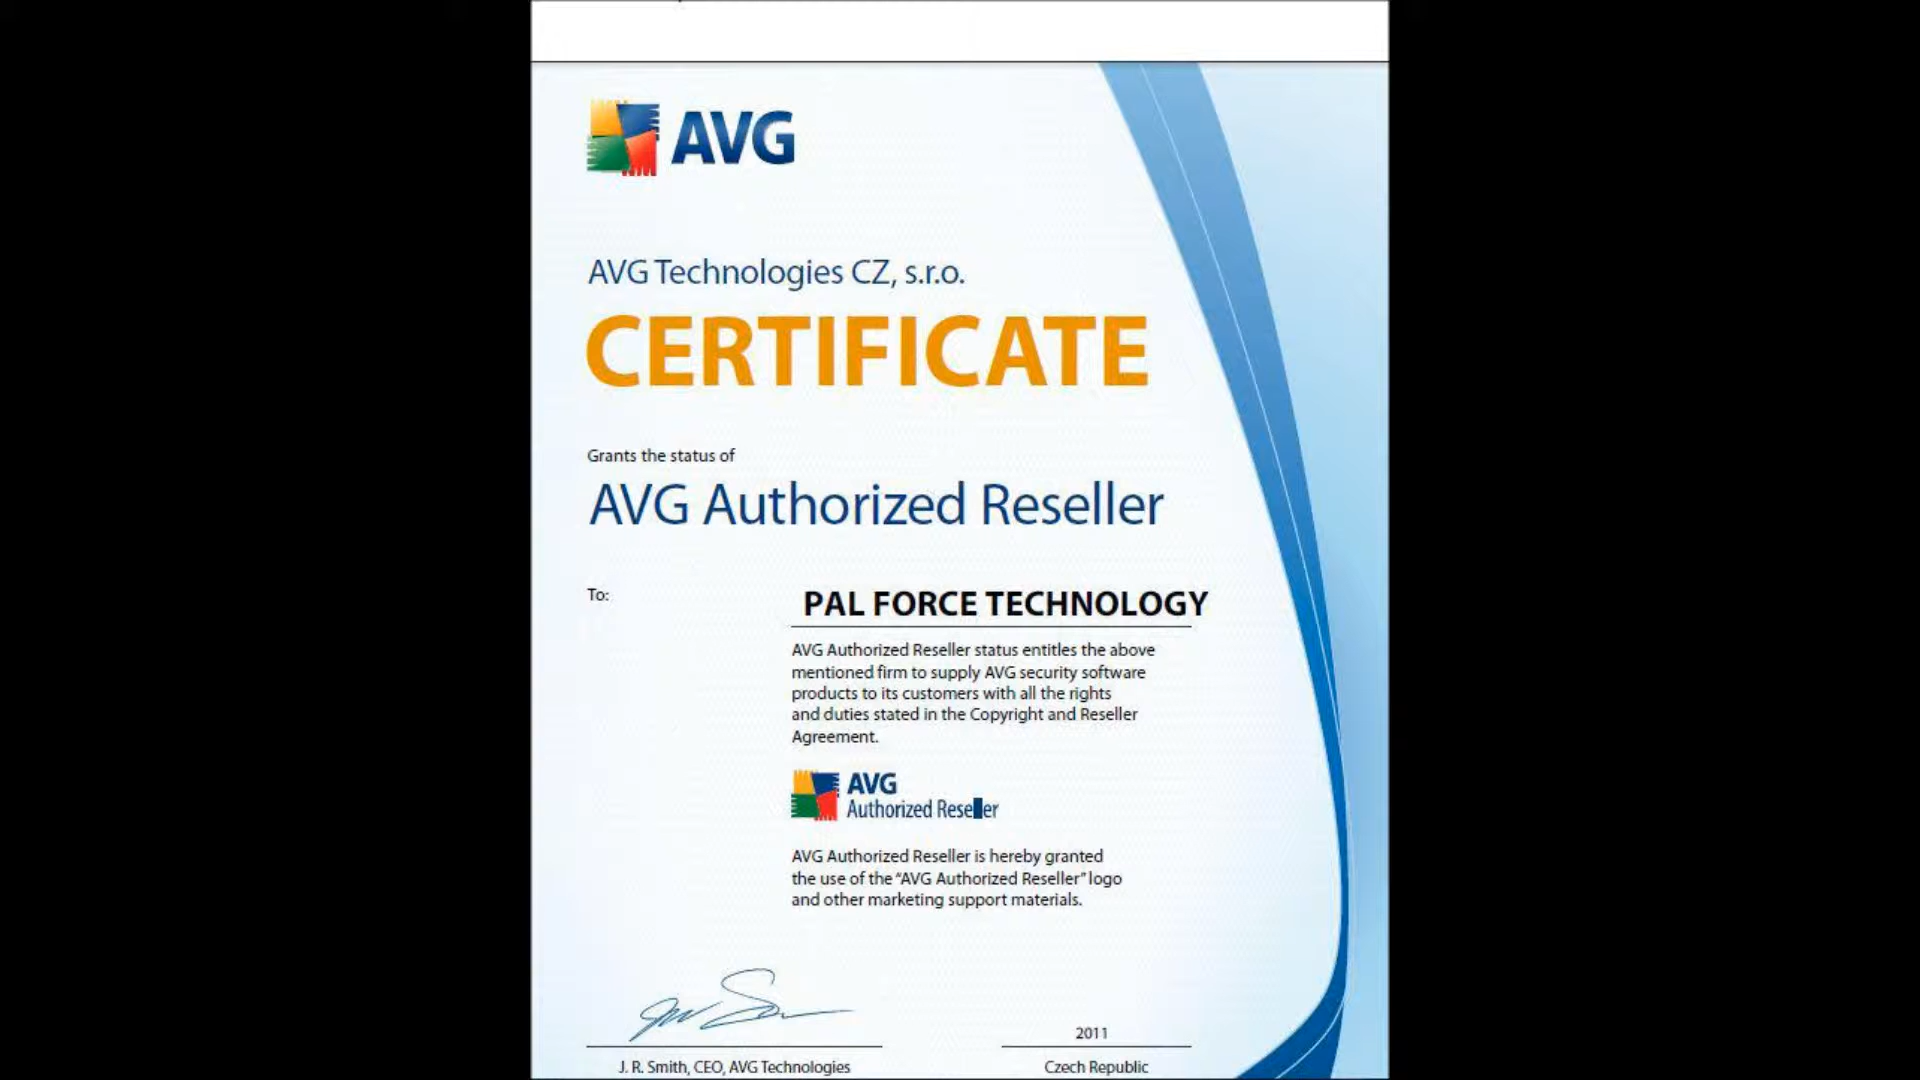 AVG
AVG Technologies CZ, s.r.o.
CERTIFICATE
Grants the status of
AVG Authorized Reseller
To:
PAL FORCE TECHNOLOGY
AVG Authorized Reseller status entitles the above
mentioned firm to supply AVG security software
products to its customers with all the rights
and duties stated in the Copyright and Reseller
Agreement.
AVG
Authorized Reseller
AVG Authorized Reseller is hereby granted
the use of the “AVG Authorized Reseller” logo
and other marketing support materials.
2011
J. R. Smith, CEO, AVG Technologies
Czech Republic